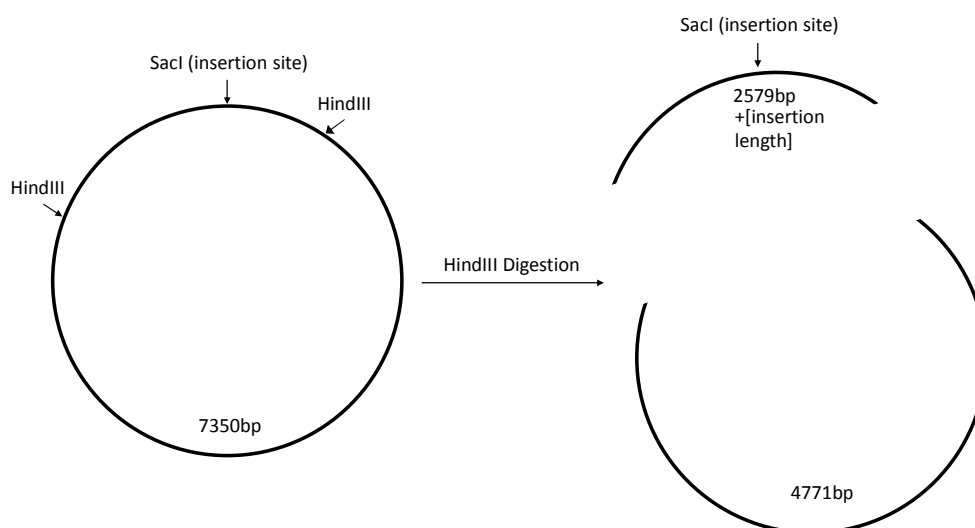 SacI (insertion site)
HindIII
HindIII
7350bp
HindIII Digestion
SacI (insertion site)
2579bp
+[insertion
length]
4771bp